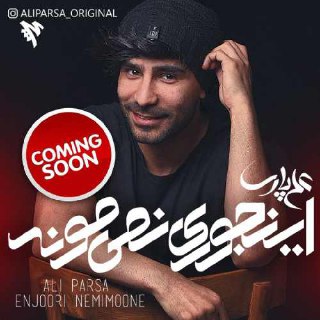 ALIPARSA_ORIGINAL
COMING
SOON
علی پارسا
اینجوری نمی مونه
ALI PARSA
ENJOORI NEMIMOONE